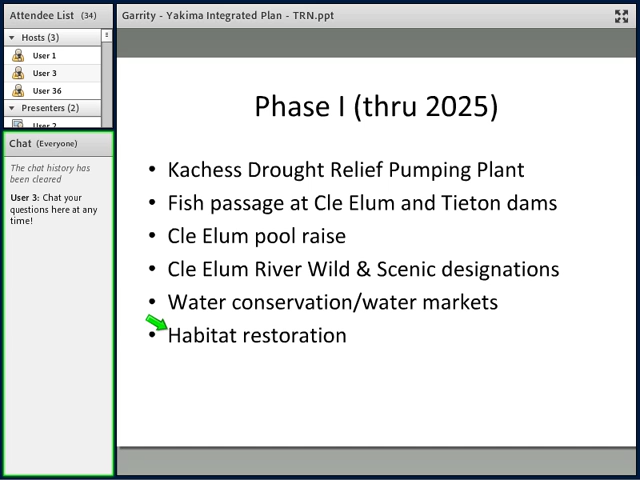 Attendee List (34)
Hosts (3)
User 1
User 3
User 36
Presenters (2)
User 2
Chat (Everyone)
The chat history has
been cleared
User 3: Chat your
questions here at any
time!
Garrity - Yakima Integrated Plan - TRN.ppt
Phase I (thru 2025)
• Kachess Drought Relief Pumping Plant
• Fish passage at Cle Elum and Tieton dams
• Cle Elum pool raise
• Cle Elum River Wild & Scenic designations
• Water conservation/water markets
• Habitat restoration